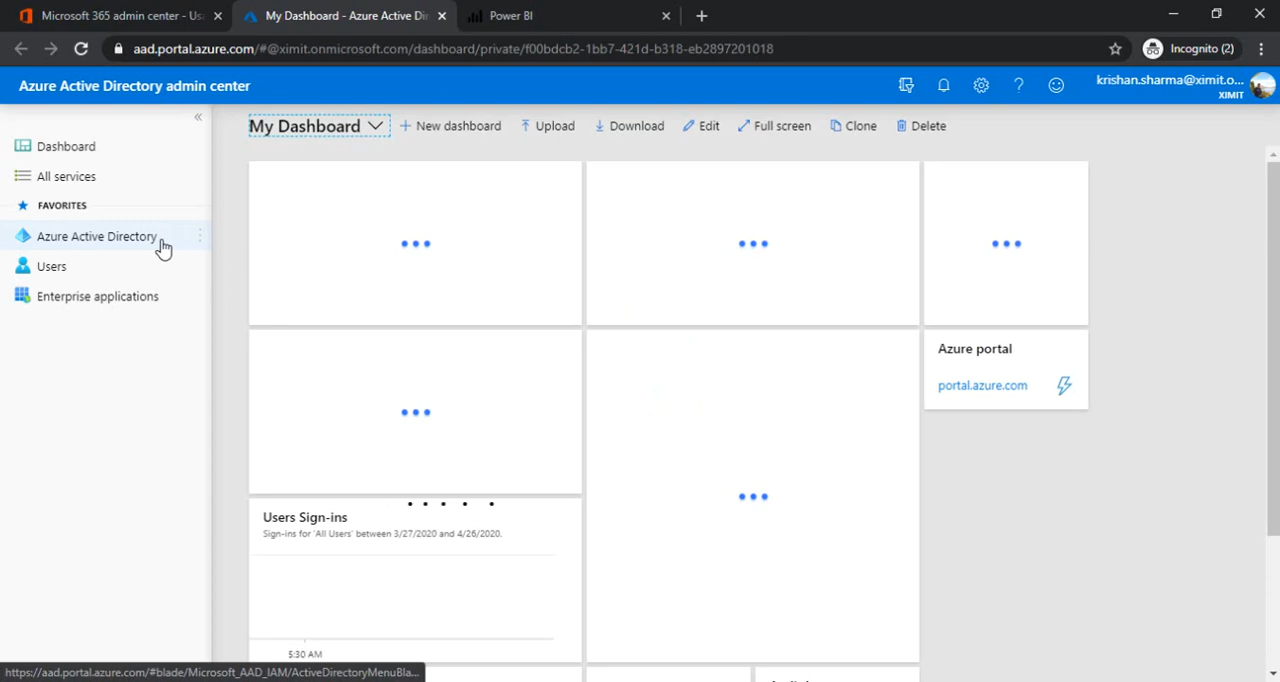 Microsoft 365 admin center - Us
My Dashboard - Azure Active Di
Power BI
aad.portal.azure.com/#@ximit.onmicrosoft.com/dashboard/private/f00bdcb2-1bb7-421d-b318-eb2897201018
Incognito (2)
Azure Active Directory admin center
krishan.sharma@ximit.o...
XIMIT
Dashboard
All services
FAVORITES
Azure Active Directory
Users
Enterprise applications
My Dashboard
New dashboard
Upload
Download
Edit
Full screen
Clone
Delete
Azure portal
portal.azure.com
Users Sign-ins
Sign-ins for 'All Users' between 3/27/2020 and 4/26/2020.
5:30 AM
https://aad.portal.azure.com/#blade/Microsoft_AAD_IAM/ActiveDirectoryMenuBla...